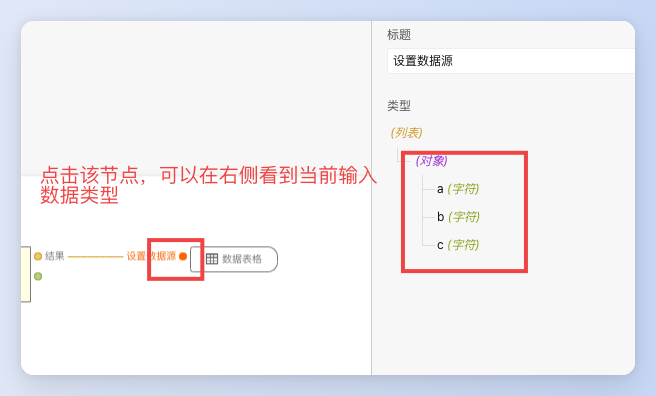 标题
设置数据源
类型
(列表)
(对象)
a (字符)
b (字符)
c (字符)
点击该节点，可以在右侧看到当前输入
数据类型
结果 设置数据源 数据表格